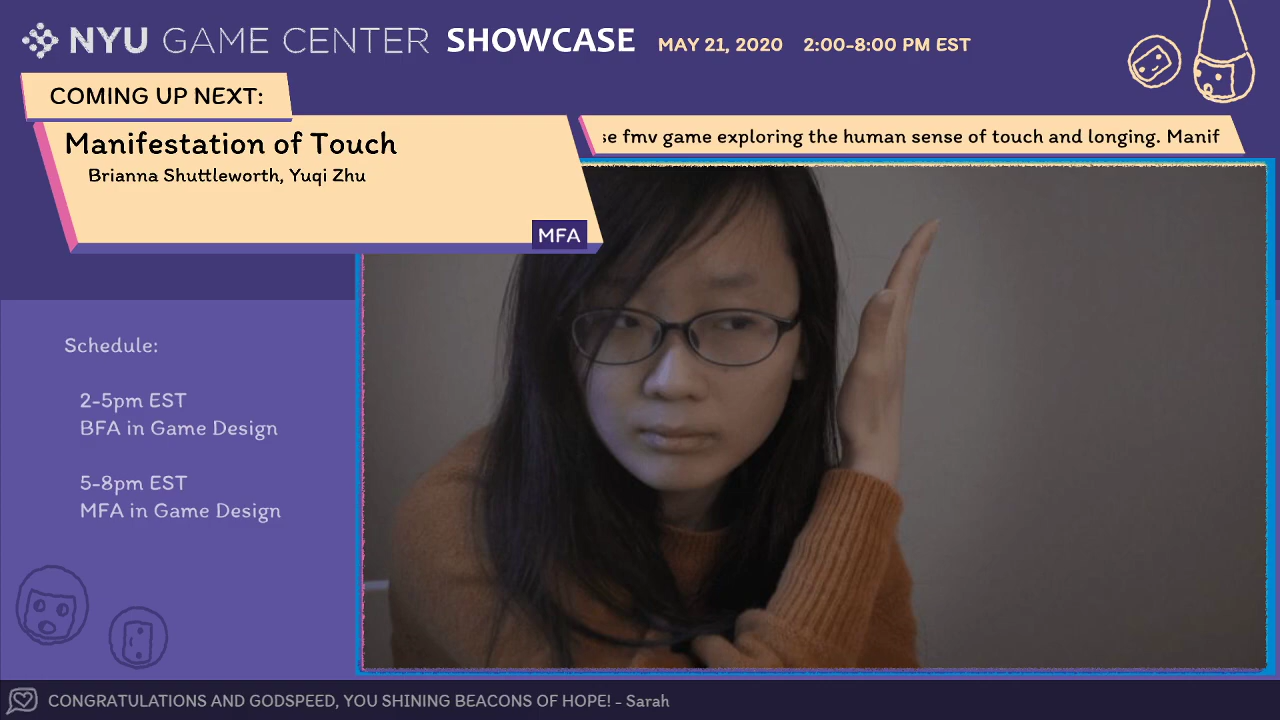 NYU GAME CENTER SHOWCASE MAY 21, 2020 2:00-8:00 PM EST
COMING UP NEXT:
Manifestation of Touch
Brianna Shuttleworth, Yuqi Zhu
MFA
fmv game exploring the human sense of touch and longing. Manif
Schedule:
2-5pm EST
BFA in Game Design
5-8pm EST
MFA in Game Design
CONGRATULATIONS AND GODSPEED, YOU SHINING BEACONS OF HOPE! - Sarah